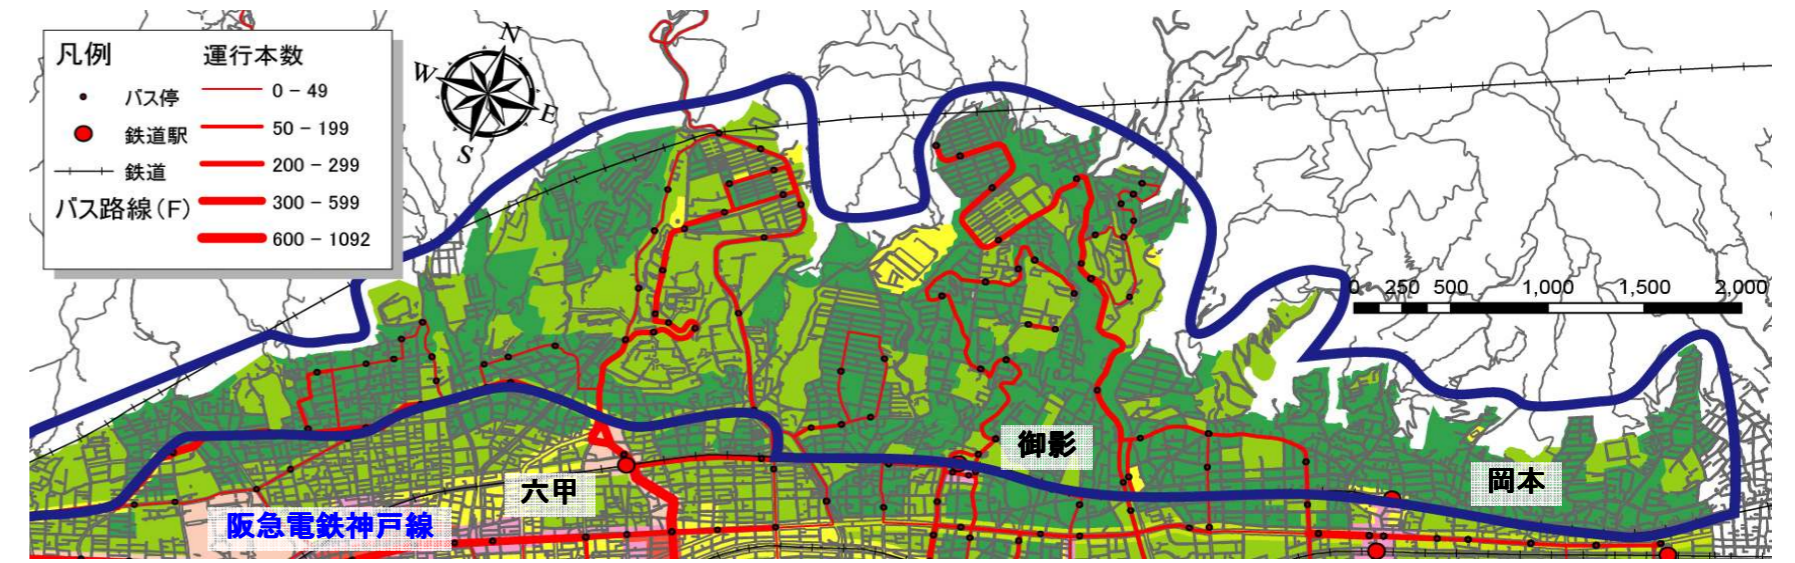 凡例
運行本数
バス停
0 - 49
鉄道駅
50 - 199
鉄道
200 - 299
バス路線(F)
300 - 599
600 - 1092
N
W
E
S
0 250 500 1,000 1,500 2,000
御影
岡本
六甲
阪急電鉄神戸線